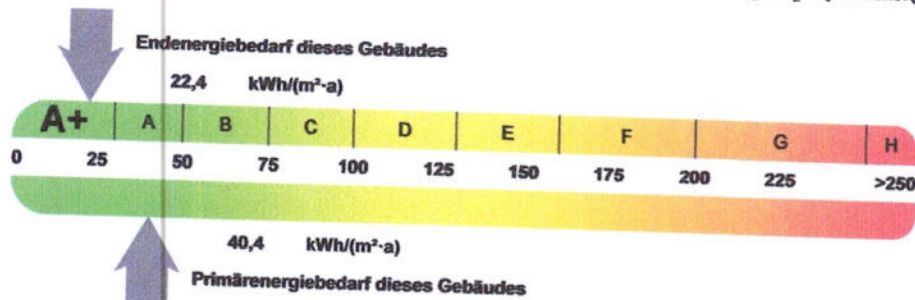 Endenergiebedarf dieses Gebäudes
22,4 kWh/(m²·a)
A+ A B C D E F G H
0 25 50 75 100 125 150 175 200 225 >250
40,4 kWh/(m²·a)
Primärenergiebedarf dieses Gebäudes